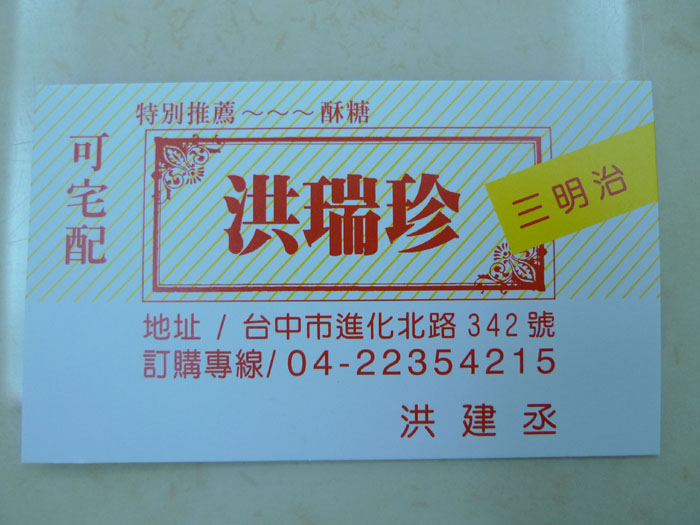 特別推薦～～～酥糖
可宅配
洪瑞珍
三明治
地址 / 台中市進化北路 342 號
訂購專線/ 04-22354215
洪建丞